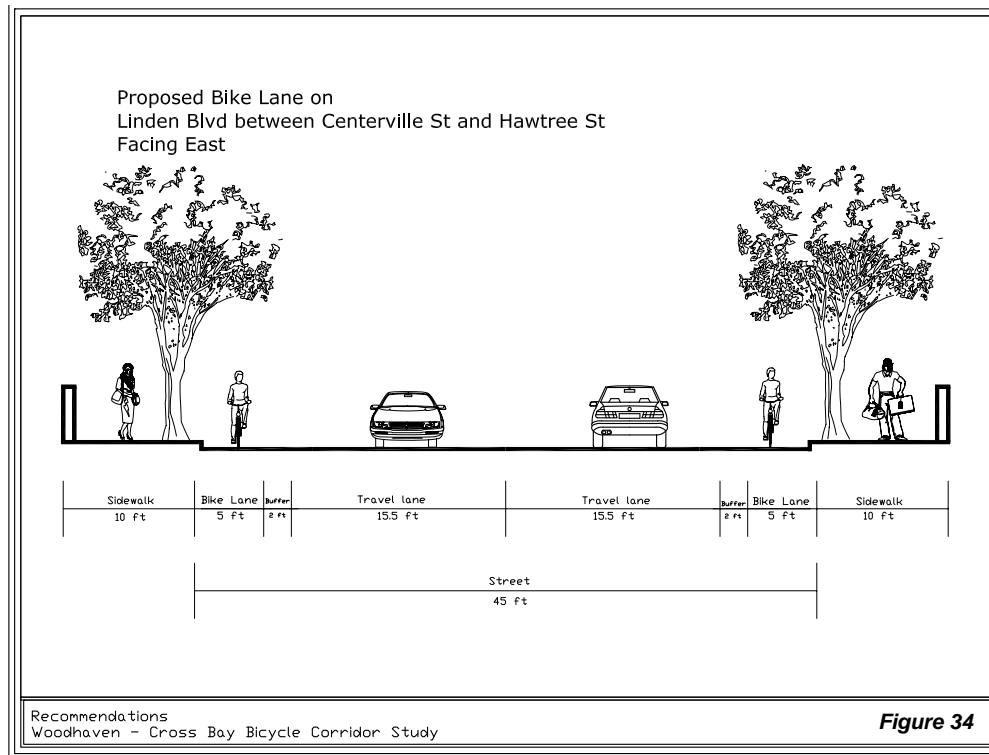 Proposed Bike Lane on
Linden Blvd between Centerville St and Hawtree St
Facing East
Sidewalk Bike Lane Buffer Travel lane Travel lane Buffer Bike Lane Sidewalk
10 ft 5 ft 2 ft 15.5 ft 15.5 ft 2 ft 5 ft 10 ft
Street
45 ft
Recommendations
Woodhaven - Cross Bay Bicycle Corridor Study
Figure 34